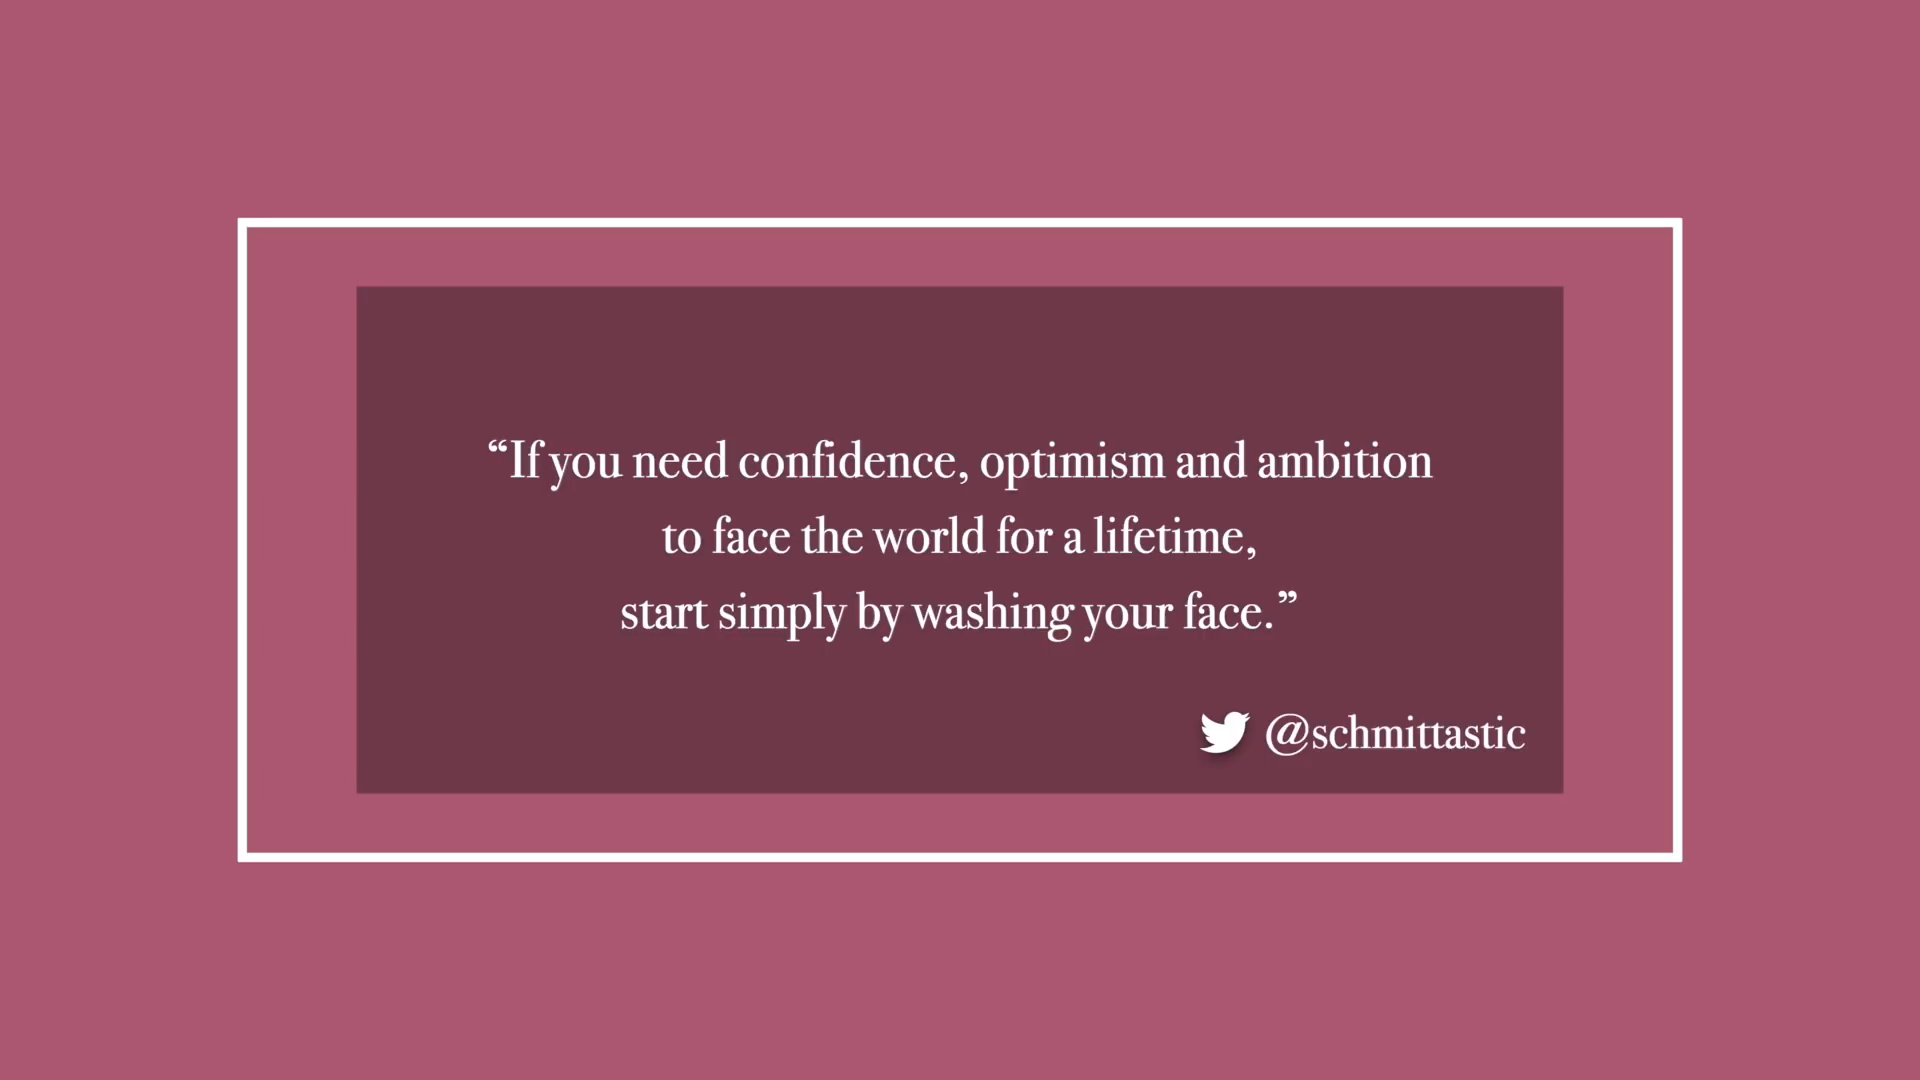 “If you need confidence, optimism and ambition
to face the world for a lifetime,
start simply by washing your face.”
@schmittastic